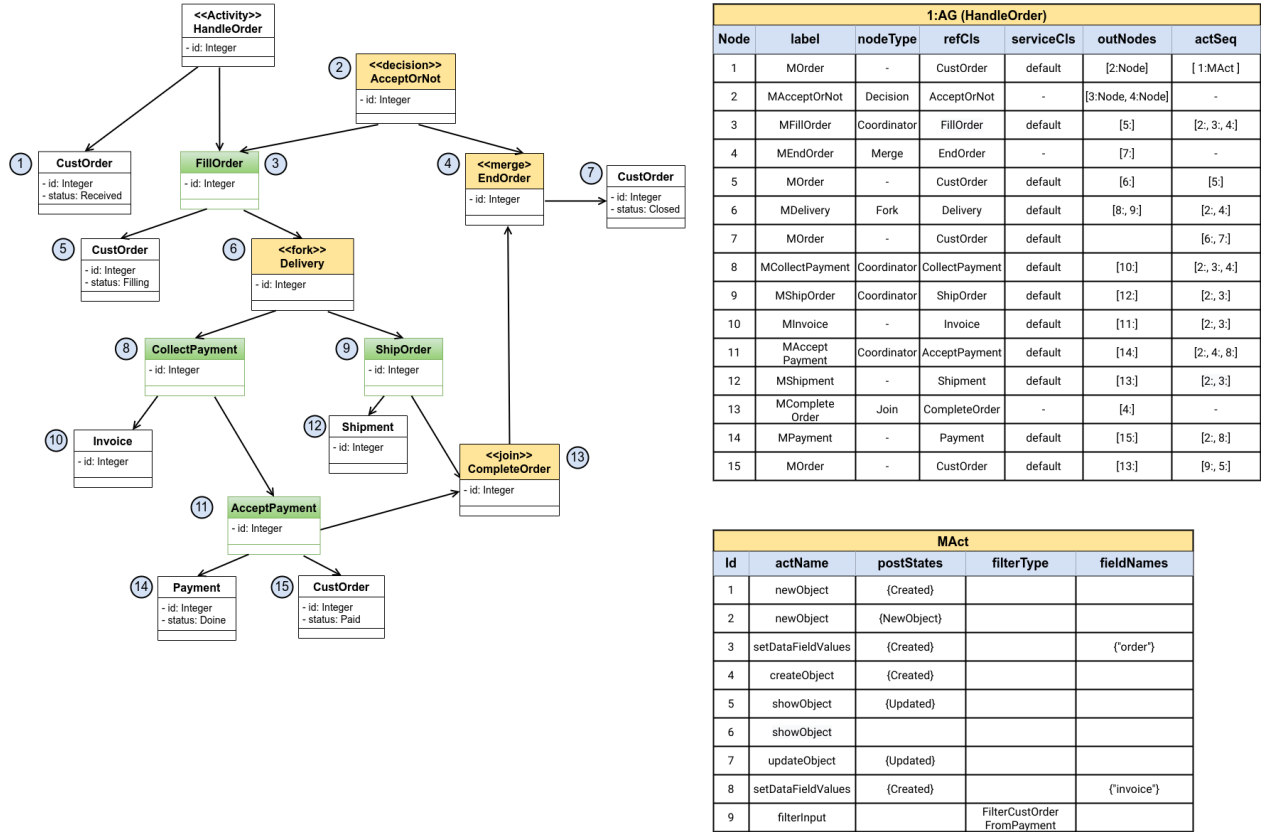 <<Activity>>
HandleOrder
- id: Integer
2
<<decision>>
AcceptOrNot
- id: Integer
1
CustOrder
- id: Integer
- status: Received
FillOrder
- id: Integer
3
4
<<merge>
EndOrder
- id: Integer
7
CustOrder
- id: Integer
- status: Closed
5
CustOrder
- id: Integer
- status: Filling
6
<<fork>>
Delivery
- id: Integer
8
CollectPayment
- id: Integer
9
ShipOrder
- id: Integer
10
Invoice
- id: Integer
12
Shipment
- id: Integer
<<join>>
CompleteOrder
- id: Integer
13
11
AcceptPayment
- id: Integer
14
Payment
- id: Integer
- status: Doine
15
CustOrder
- id: Integer
- status: Paid
1:AG (HandleOrder)
Node label nodeType refCls serviceCls outNodes actSeq
1 MOrder - CustOrder default [2:Node] [ 1:MAct ]
2 MAcceptOrNot Decision AcceptOrNot - [3:Node, 4:Node] -
3 MFillOrder Coordinator FillOrder default [5:] [2:, 3:, 4:]
4 MEndOrder Merge EndOrder - [7:] -
5 MOrder - CustOrder default [6:] [5:]
6 MDelivery Fork Delivery default [8:, 9:] [2:, 4:]
7 MOrder - CustOrder default [6:, 7:]
8 MCollectPayment Coordinator CollectPayment default [10:] [2:, 3:, 4:]
9 MShipOrder Coordinator ShipOrder default [12:] [2:, 3:]
10 MInvoice - Invoice default [11:] [2:, 3:]
11 MAccept Payment Coordinator AcceptPayment default [14:] [2:, 4:, 8:]
12 MShipment - Shipment default [13:] [2:, 3:]
13 MComplete Order Join CompleteOrder - [4:] -
14 MPayment - Payment default [15:] [2:, 8:]
15 MOrder - CustOrder default [13:] [9:, 5:]
MAct
Id actName postStates filterType fieldNames
1 newObject {Created}
2 newObject {NewObject}
3 setDataFieldValues {Created} {"order"}
4 createObject {Created}
5 showObject {Updated}
6 showObject
7 updateObject {Updated}
8 setDataFieldValues {Created} {"invoice"}
9 filterInput FilterCustOrder FromPayment